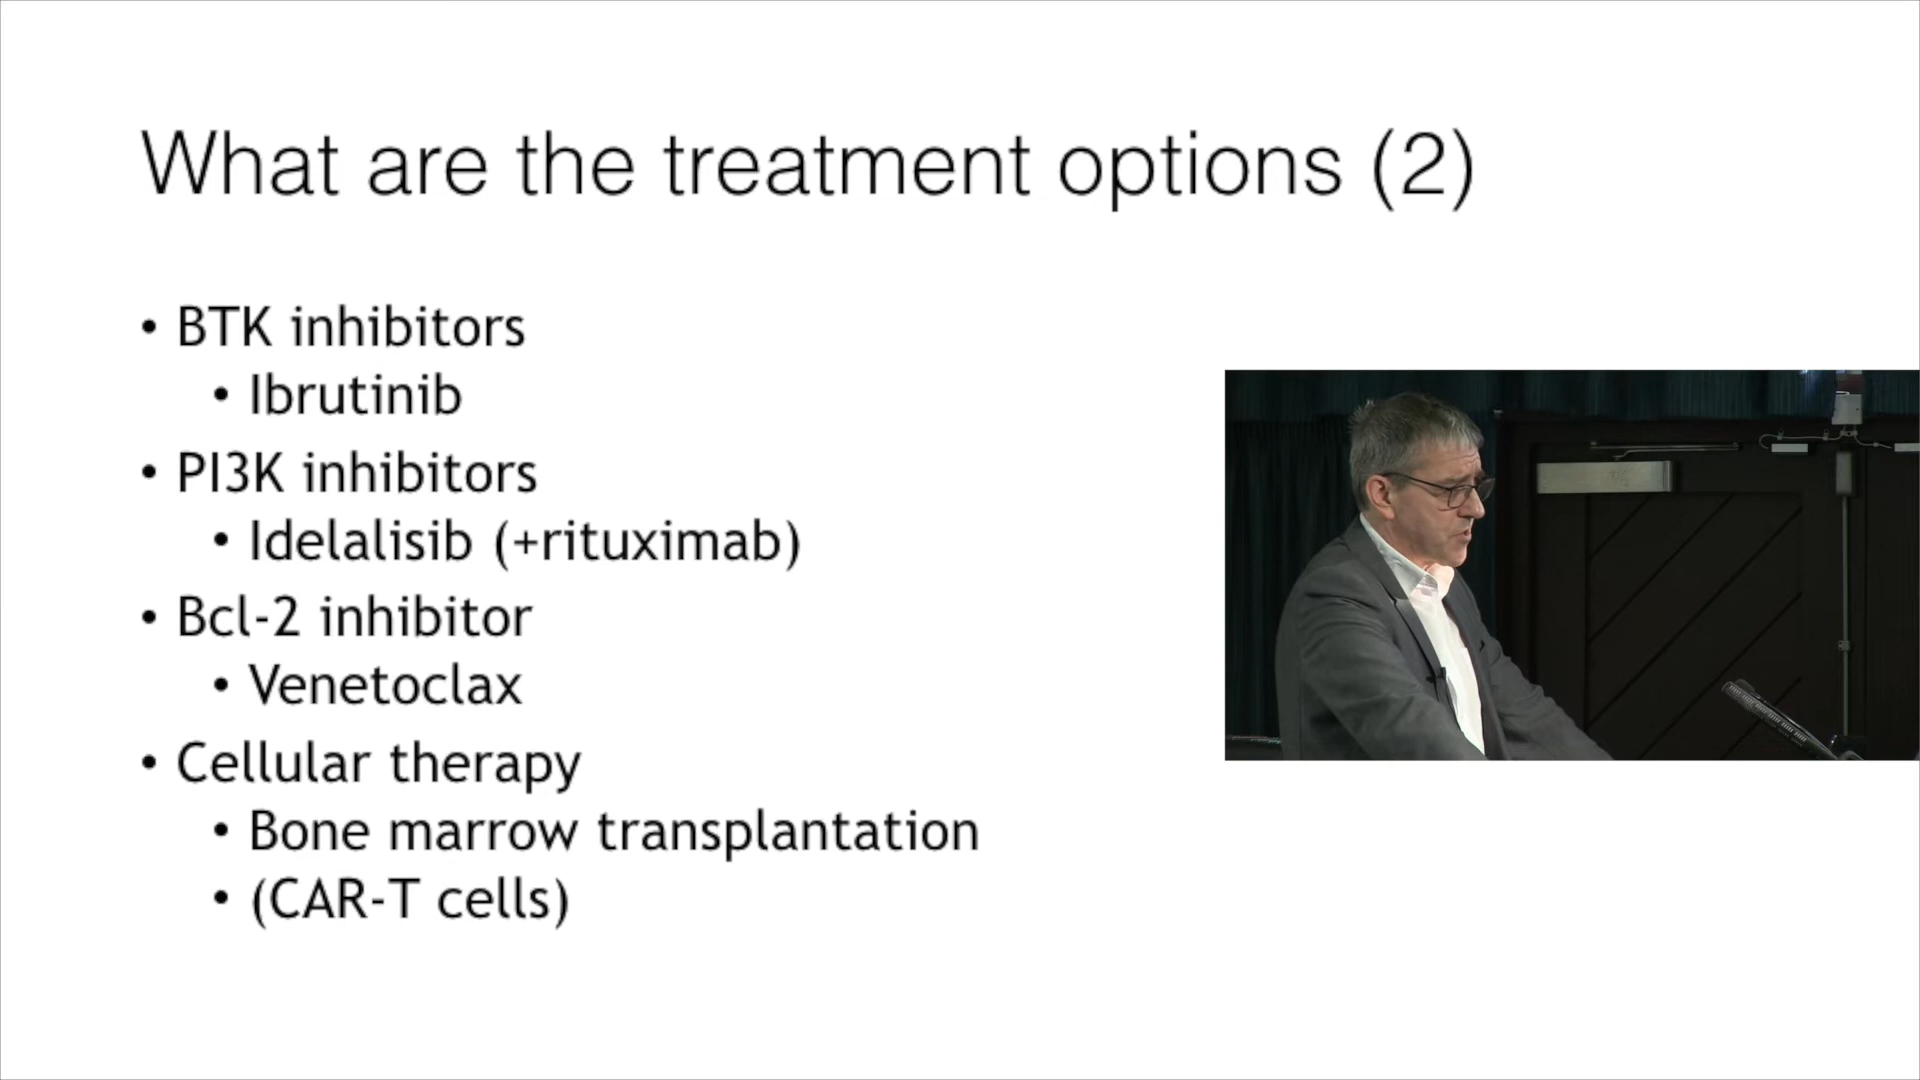 What are the treatment options (2)
• BTK inhibitors
• Ibrutinib
• PI3K inhibitors
• Idelalisib (+rituximab)
• Bcl-2 inhibitor
• Venetoclax
• Cellular therapy
• Bone marrow transplantation
• (CAR-T cells)